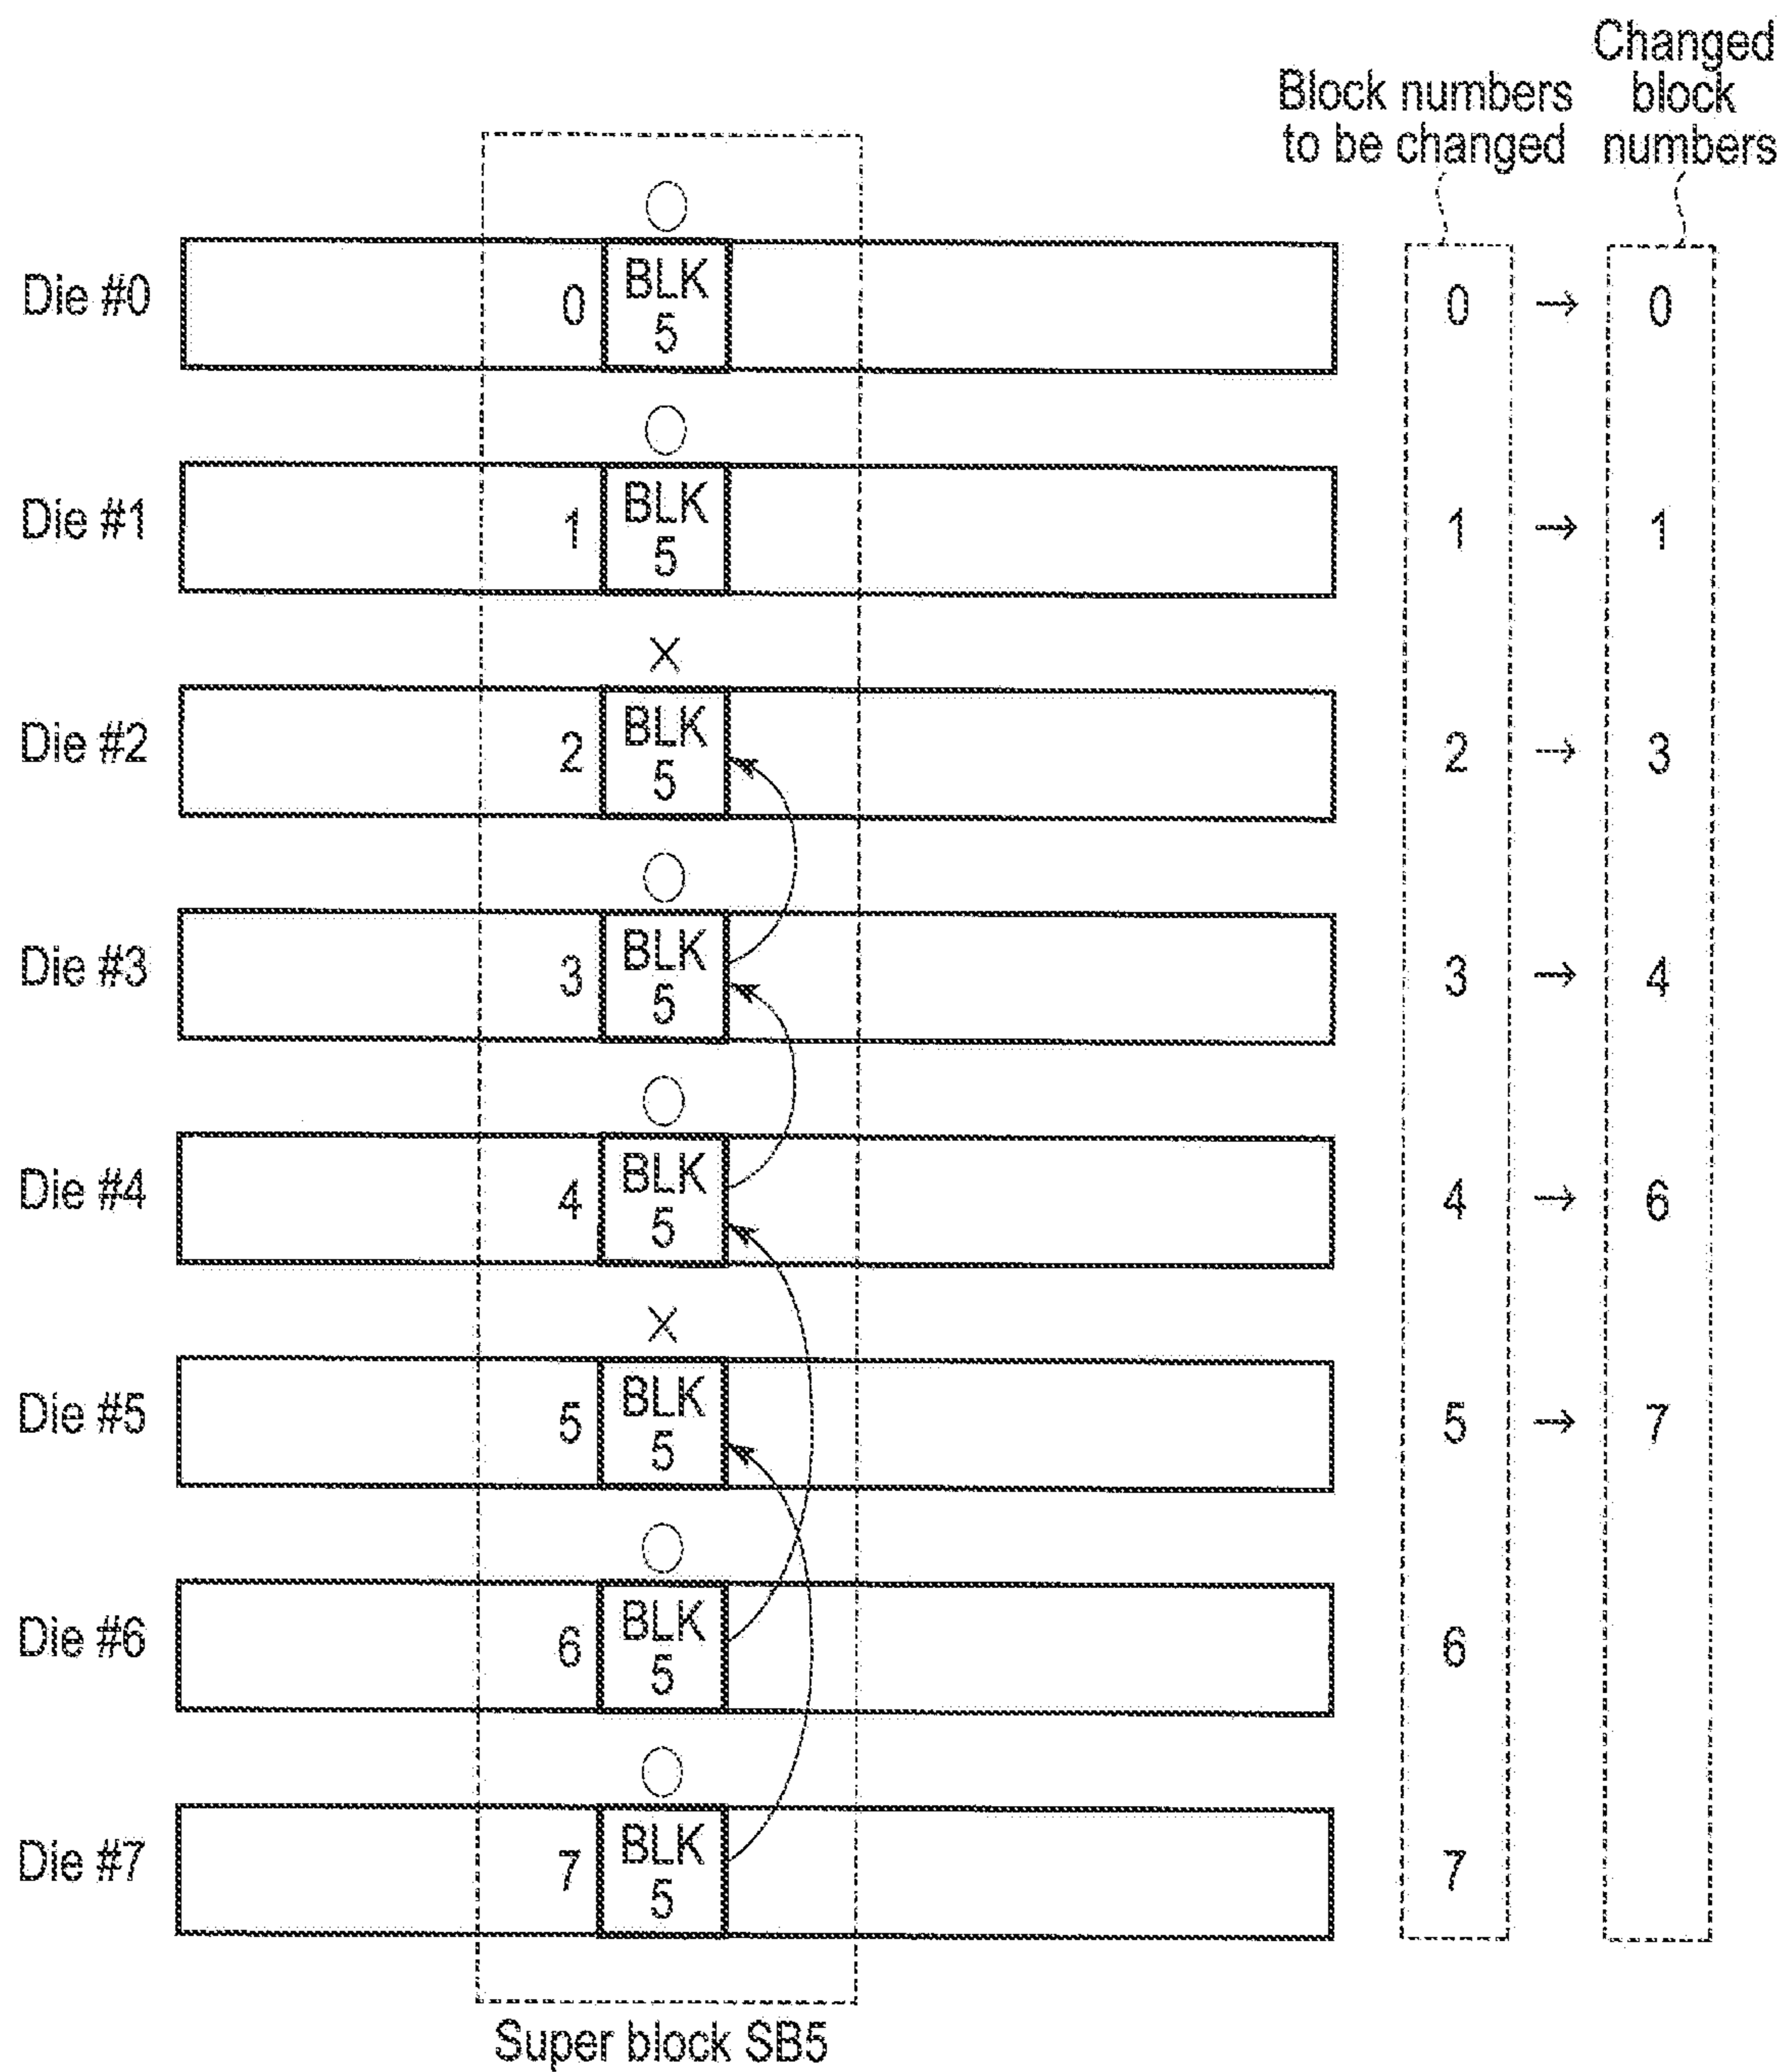 Changed
block
numbers
Block numbers
to be changed
○
Die #0 0 BLK 5 0 → 0
○
Die #1 1 BLK 5 1 → 1
×
Die #2 2 BLK 5 2 → 3
○
Die #3 3 BLK 5 3 → 4
○
Die #4 4 BLK 5 4 → 6
×
Die #5 5 BLK 5 5 → 7
○
Die #6 6 BLK 5 6
○
Die #7 7 BLK 5 7
Super block SB5